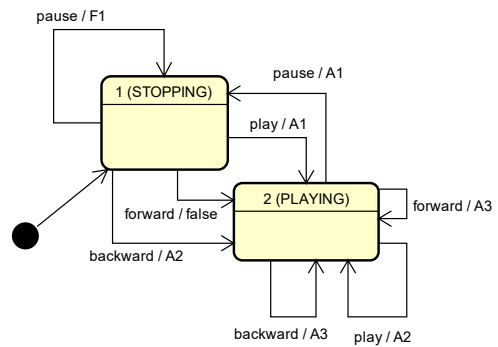 pause / F1
pause / A1
1 (STOPPING)
play / A1
2 (PLAYING)
forward / A3
forward / false
backward / A2
backward / A3
play / A2